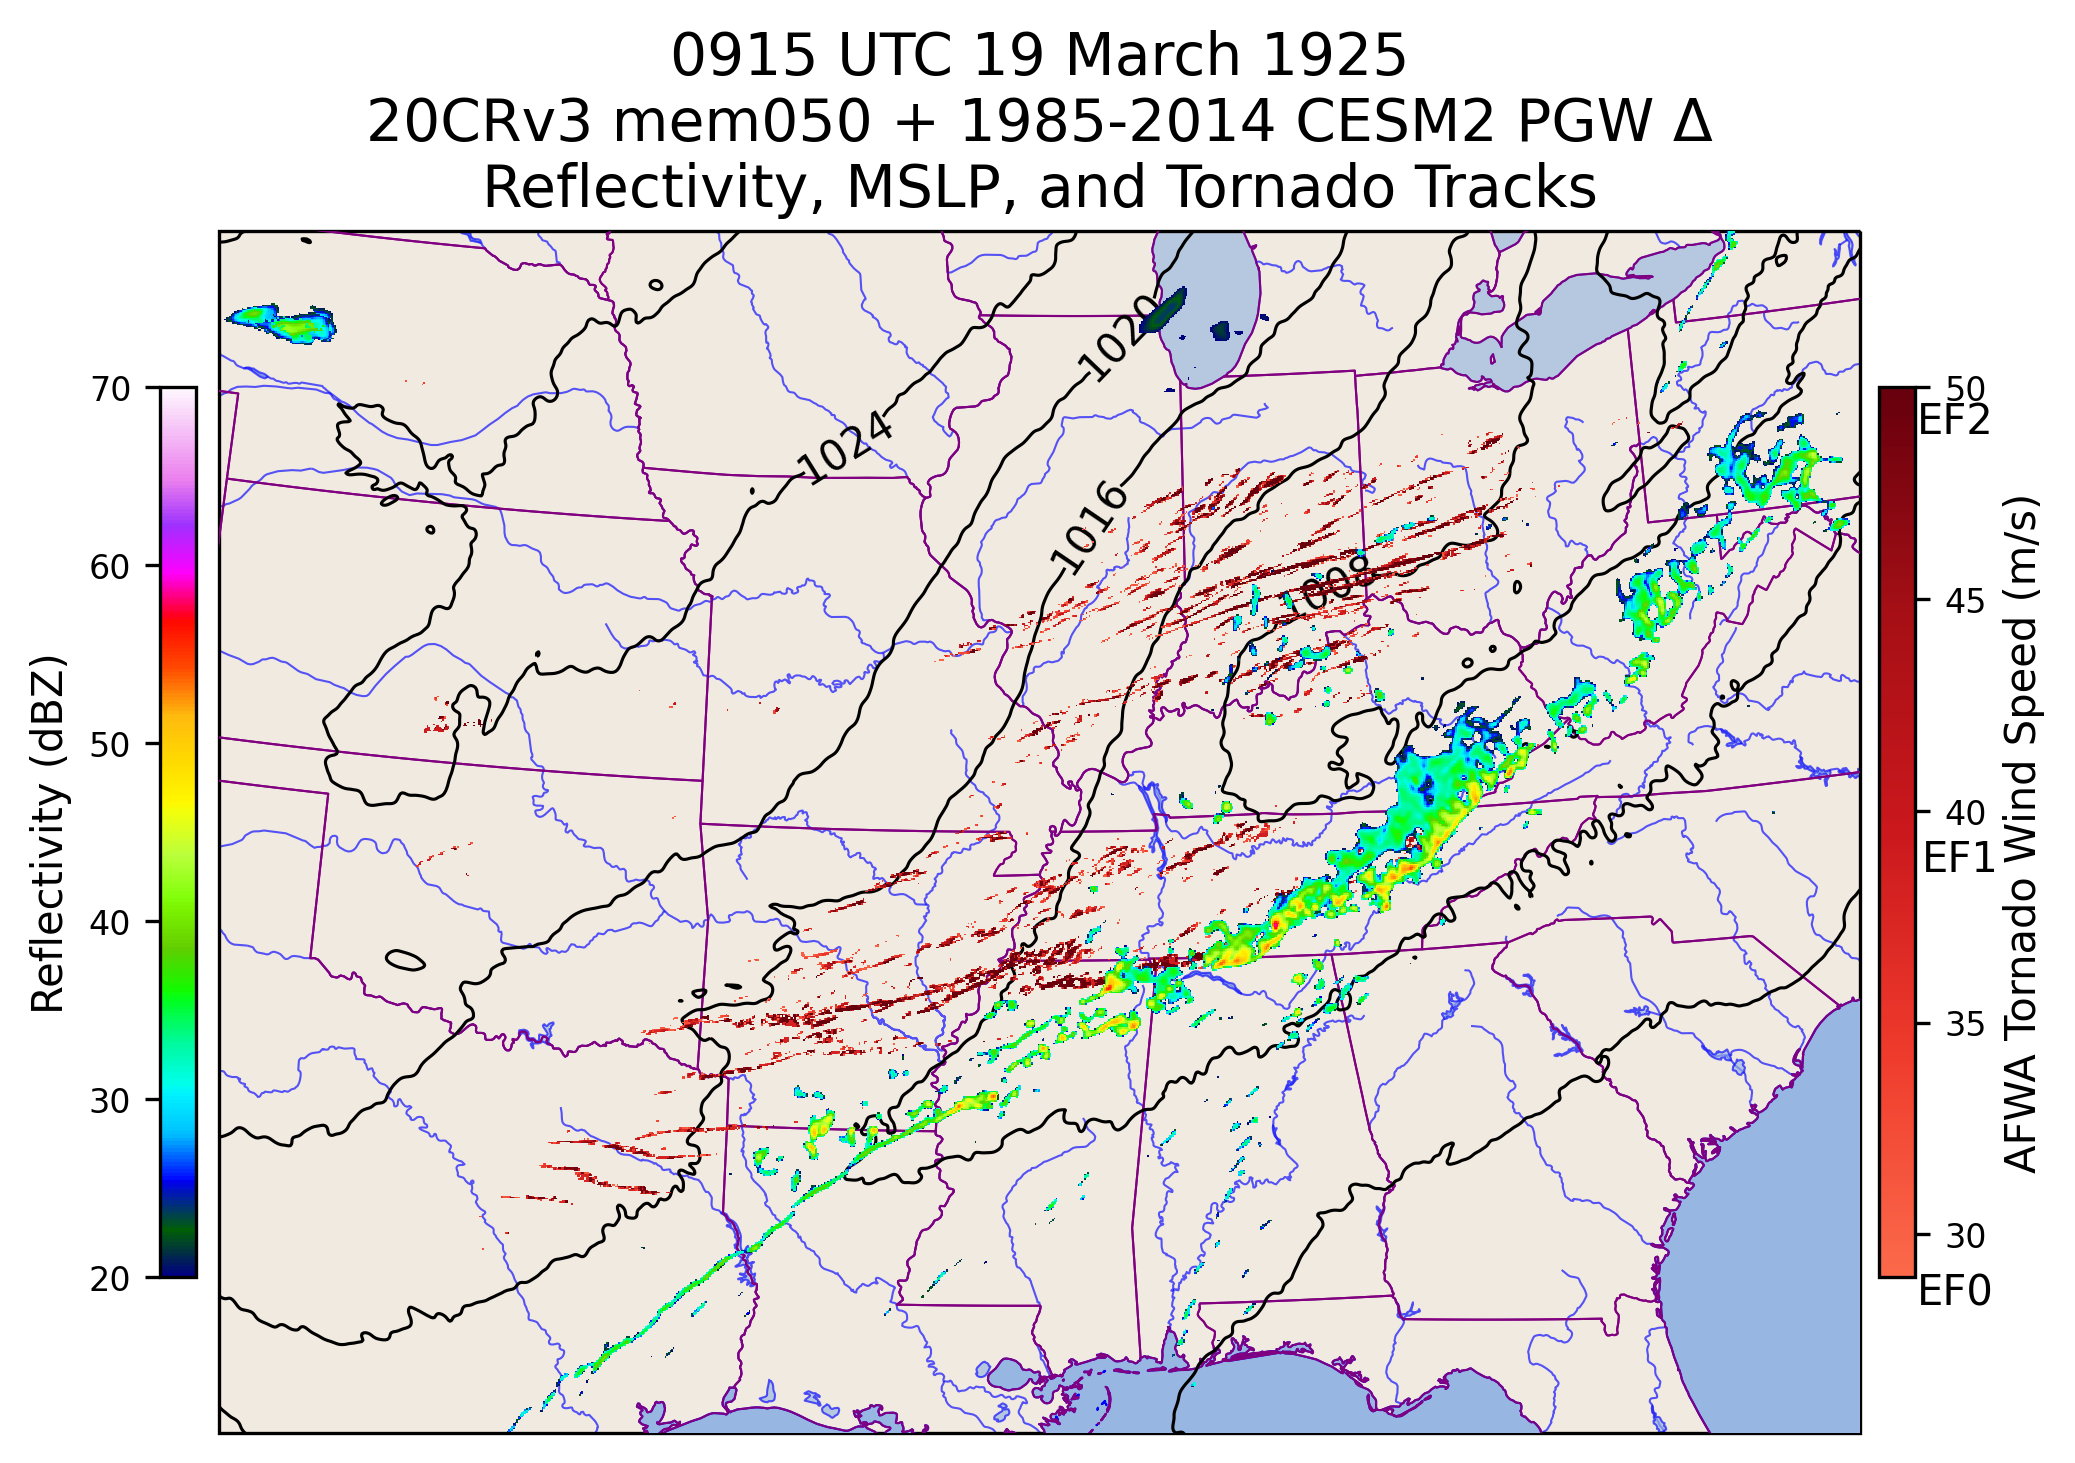 0915 UTC 19 March 1925
20CRv3 mem050 + 1985-2014 CESM2 PGW Δ
Reflectivity, MSLP, and Tornado Tracks
Reflectivity (dBZ)
70
60
50
40
30
20
1020
1024
1016
1008
50
EF2
45
40
EF1
35
30
EF0
AFWA Tornado Wind Speed (m/s)